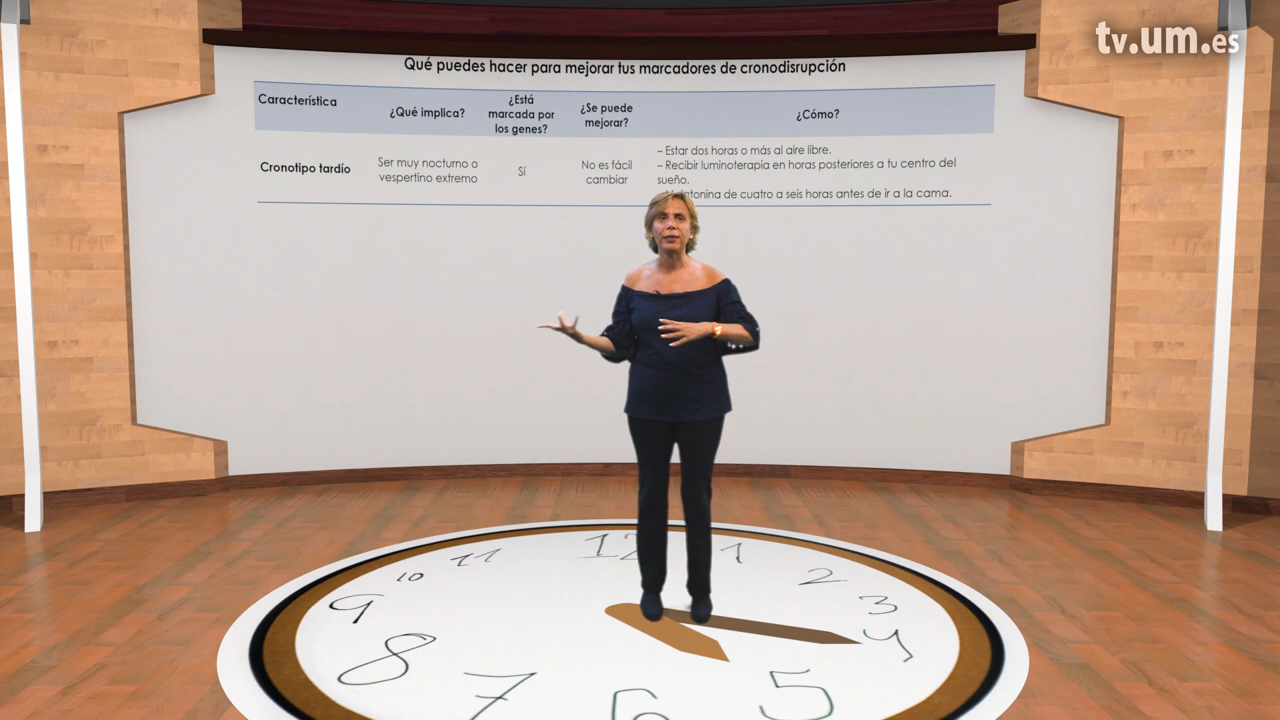 tv.um.es
Qué puedes hacer para mejorar tus marcadores de cronodisrupción
Característica
¿Qué implica?
¿Está
marcada por
los genes?
¿Se puede
mejorar?
¿Cómo?
Cronotipo tardío
Ser muy nocturno o
vespertino extremo
Sí
No es fácil
cambiar
– Estar dos horas o más al aire libre.
– Recibir luminoterapia en horas posteriores a tu centro del
sueño.
de cuatro a seis horas antes de ir a la cama.
12
1
2
3
4
5
6
7
8
9
10
11